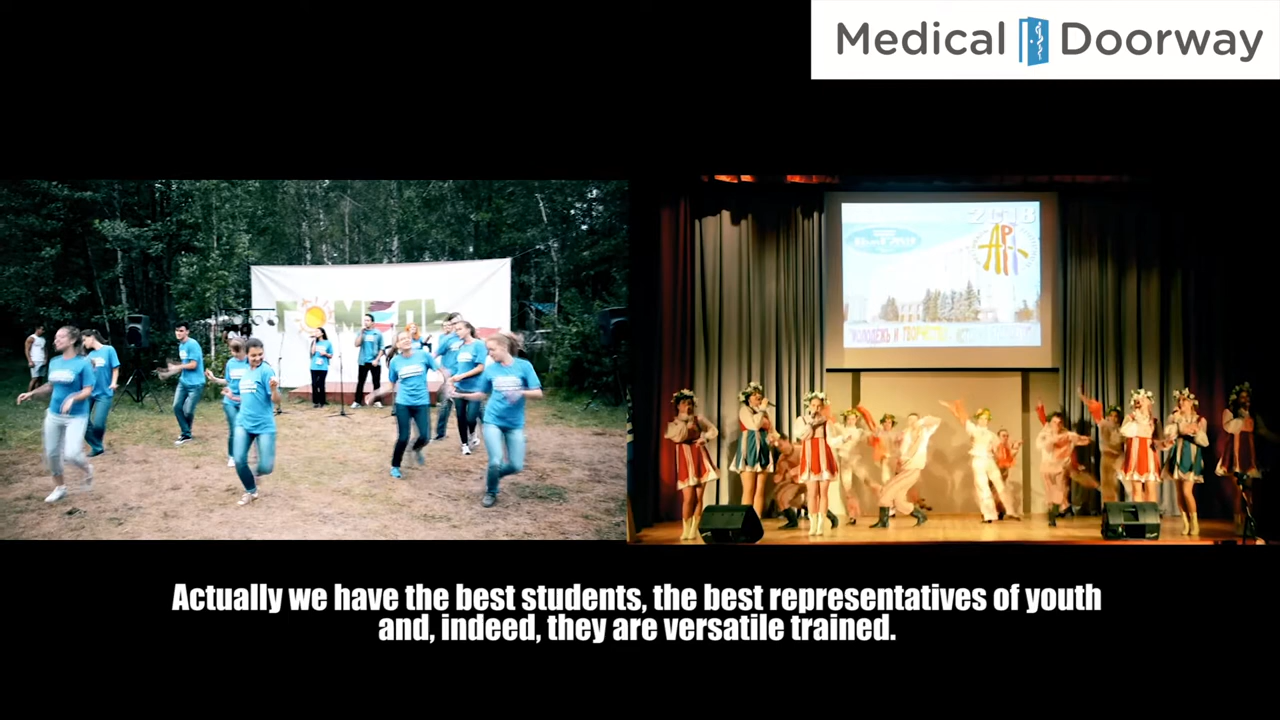 Medical Doorway
ГОМЕЛЬ
2018
АРТ
Actually we have the best students, the best representatives of youth
and, indeed, they are versatile trained.